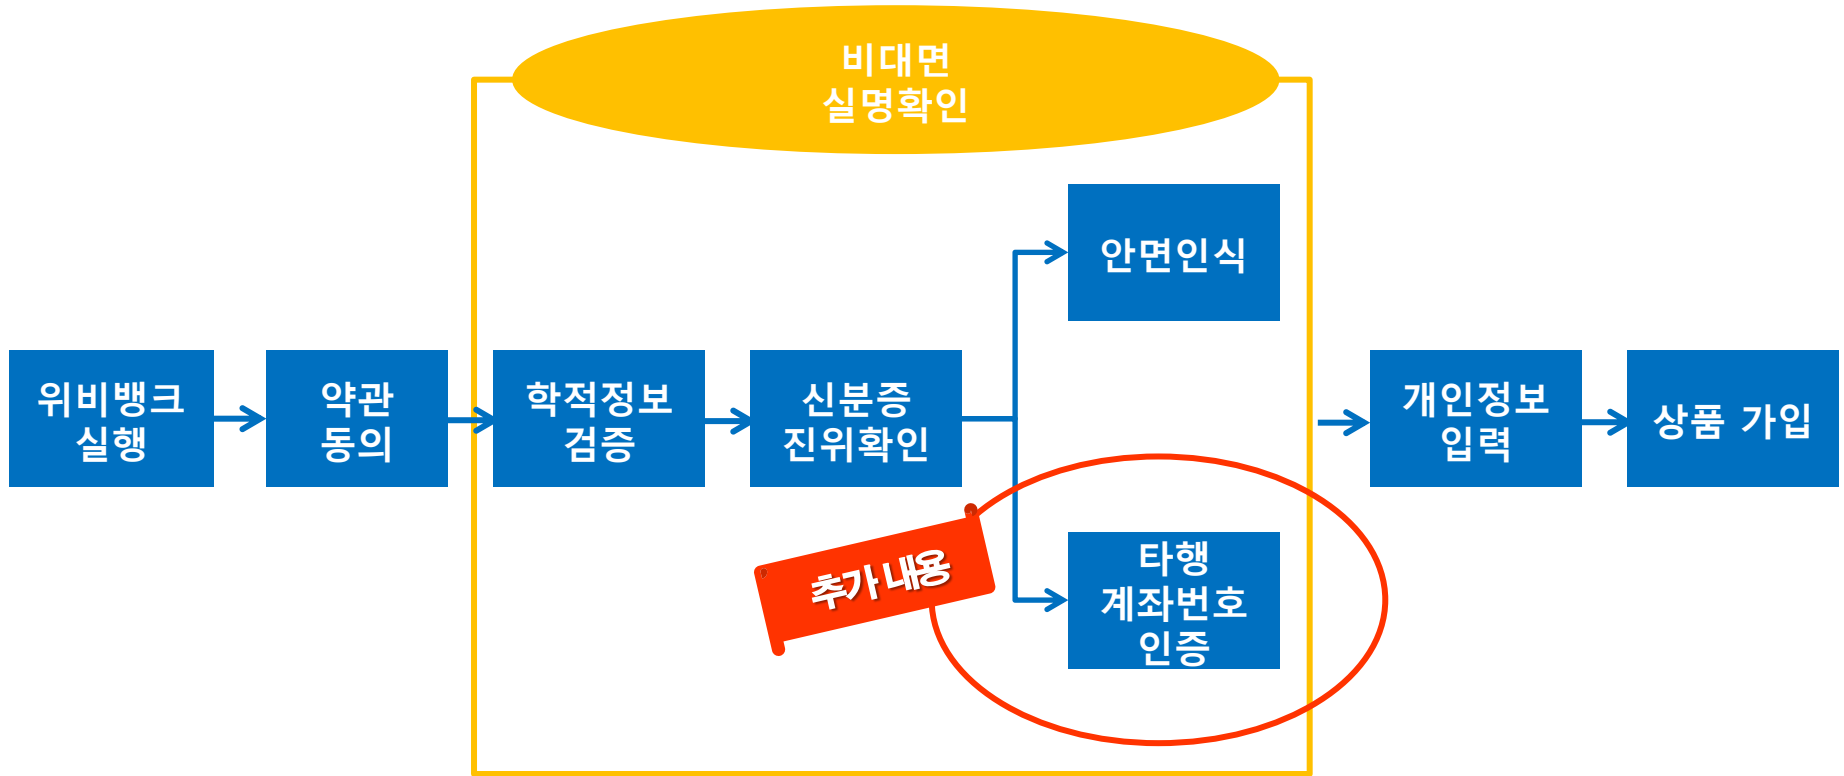 비대면
실명확인
안면인식
위비뱅크
실행
약관
동의
학적정보
검증
신분증
진위확인
개인정보
입력
상품 가입
추가 내용
타행
계좌번호
인증